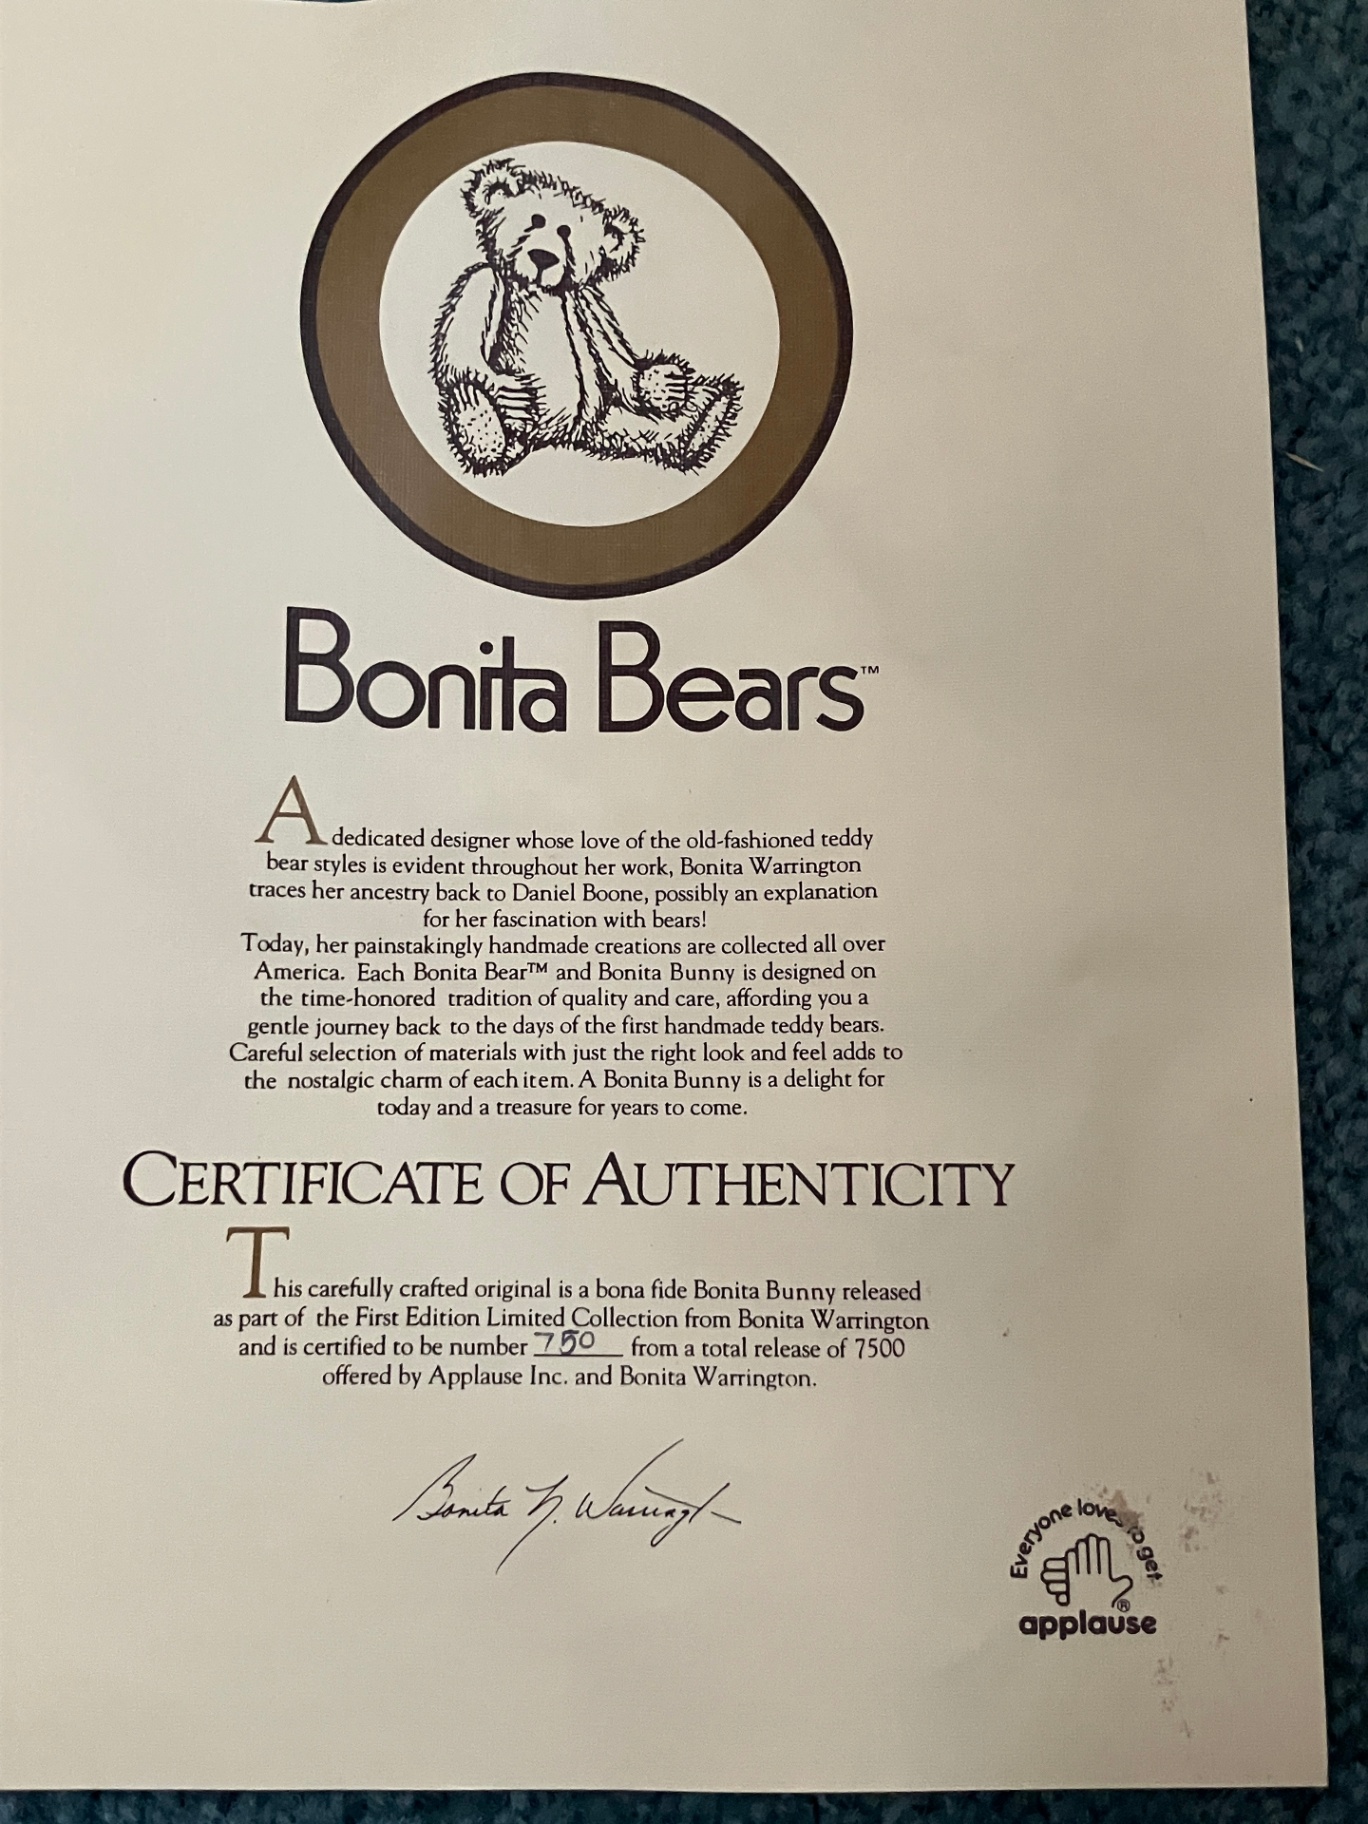 Bonita Bears™
A dedicated designer whose love of the old-fashioned teddy
bear styles is evident throughout her work, Bonita Warrington
traces her ancestry back to Daniel Boone, possibly an explanation
for her fascination with bears!
Today, her painstakingly handmade creations are collected all over
America. Each Bonita Bear™ and Bonita Bunny is designed on
the time-honored tradition of quality and care, affording you a
gentle journey back to the days of the first handmade teddy bears.
Careful selection of materials with just the right look and feel adds to
the nostalgic charm of each item. A Bonita Bunny is a delight for
today and a treasure for years to come.
CERTIFICATE OF AUTHENTICITY
This carefully crafted original is a bona fide Bonita Bunny released
as part of the First Edition Limited Collection from Bonita Warrington
and is certified to be number 750 from a total release of 7500
offered by Applause Inc. and Bonita Warrington.
Bonita N. Warringt
Everyone loves to get
®
applause